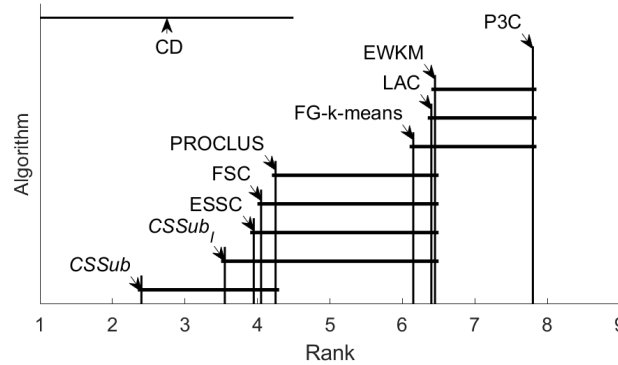 CD
P3C
EWKM
LAC
FG-k-means
PROCLUS
FSC
ESSC
CSSub_I
CSSub
Algorithm
1 2 3 4 5 6 7 8 9
Rank